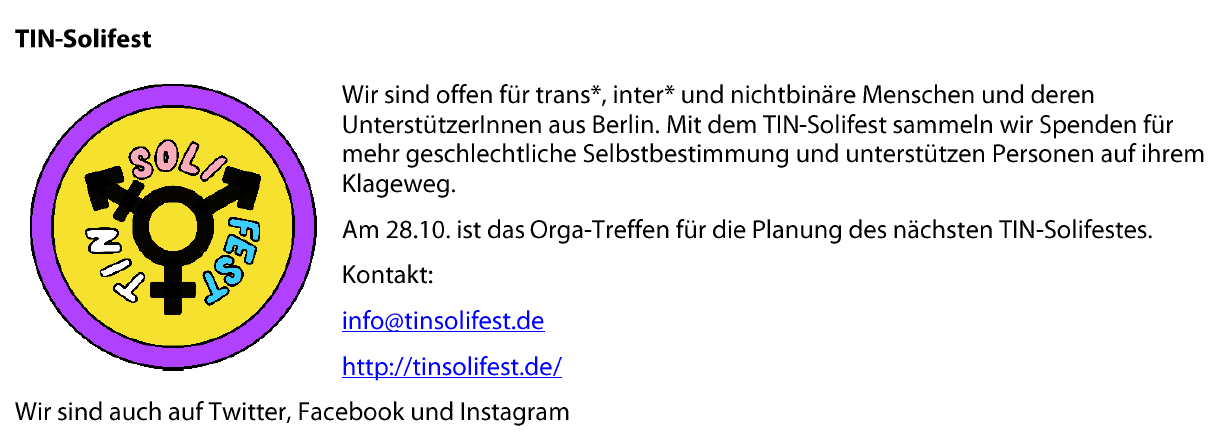 TIN-Solifest
TIN SOLI FEST
Wir sind offen für trans*, inter* und nichtbinäre Menschen und deren
UnterstützerInnen aus Berlin. Mit dem TIN-Solifest sammeln wir Spenden für
mehr geschlechtliche Selbstbestimmung und unterstützen Personen auf ihrem
Klageweg.
Am 28.10. ist das Orga-Treffen für die Planung des nächsten TIN-Solifestes.
Kontakt:
info@tinsolifest.de
http://tinsolifest.de/
Wir sind auch auf Twitter, Facebook und Instagram